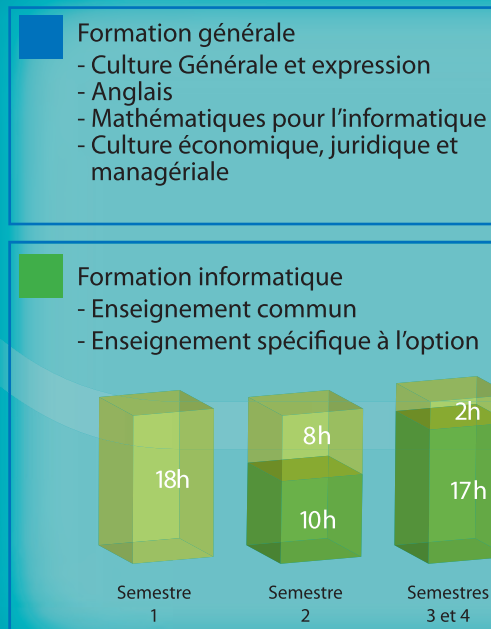 Formation générale
- Culture Générale et expression
- Anglais
- Mathématiques pour l'informatique
- Culture économique, juridique et
managériale
Formation informatique
- Enseignement commun
- Enseignement spécifique à l'option
18h
8h
10h
2h
17h
Semestre
1
Semestre
2
Semestres
3 et 4